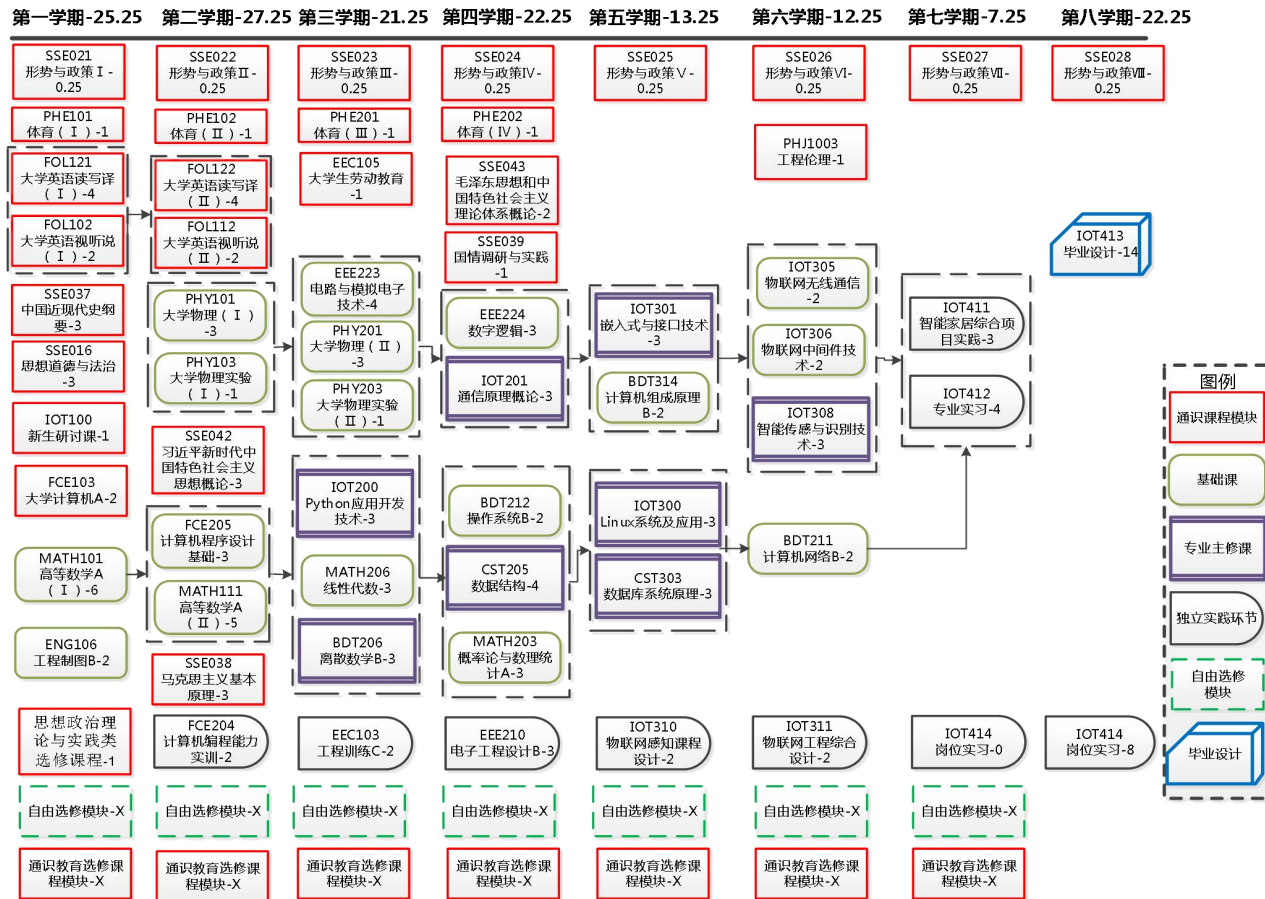 第一学期-25.25
第二学期-27.25
第三学期-21.25
第四学期-22.25
第五学期-13.25
第六学期-12.25
第七学期-7.25
第八学期-22.25
SSE021
形势与政策Ⅰ-
0.25
PHE101
体育(Ⅰ)-1
FOL121
大学英语读写译
(Ⅰ)-4
FOL102
大学英语视听说
(Ⅰ)-2
SSE037
中国近现代史纲
要-3
SSE016
思想道德与法治
-3
IOT100
新生研讨课-1
FCE103
大学计算机A-2
MATH101
高等数学A
(Ⅰ)-6
ENG106
工程制图B-2
思想政治理
论与实践类
选修课程-1
自由选修模块-X
通识教育选修课
程模块-X
SSE022
形势与政策Ⅱ-
0.25
PHE102
体育(Ⅱ)-1
FOL122
大学英语读写译
(Ⅱ)-4
FOL112
大学英语视听说
(Ⅱ)-2
PHY101
大学物理(Ⅰ)
-3
PHY103
大学物理实验
(Ⅰ)-1
SSE042
习近平新时代中
国特色社会主义
思想概论-3
FCE205
计算机程序设计
基础-3
MATH111
高等数学A
(Ⅱ)-5
SSE038
马克思主义基本
原理-3
FCE204
计算机编程能力
实训-2
自由选修模块-X
通识教育选修课
程模块-X
SSE023
形势与政策Ⅲ-
0.25
PHE201
体育(Ⅲ)-1
EEC105
大学生劳动教育
-1
EEE223
电路与模拟电子
技术-4
PHY201
大学物理(Ⅱ)
-3
PHY203
大学物理实验
(Ⅱ)-1
IOT200
Python应用开发
技术-3
MATH206
线性代数-3
BDT206
离散数学B-3
EEC103
工程训练C-2
自由选修模块-X
通识教育选修课
程模块-X
SSE024
形势与政策Ⅳ-
0.25
PHE202
体育(Ⅳ)-1
SSE043
毛泽东思想和中
国特色社会主义
理论体系概论-2
SSE039
国情调研与实践
-1
EEE224
数字逻辑-3
IOT201
通信原理概论-3
BDT212
操作系统B-2
CST205
数据结构-4
MATH203
概率论与数理统
计A-3
EEE210
电子工程设计B-3
自由选修模块-X
通识教育选修课
程模块-X
SSE025
形势与政策Ⅴ-
0.25
IOT301
嵌入式与接口技术
-3
BDT314
计算机组成原理
B-2
IOT300
Linux系统及应用-3
CST303
数据库系统原理-3
IOT310
物联网感知课程
设计-2
自由选修模块-X
通识教育选修课
程模块-X
SSE026
形势与政策Ⅵ-
0.25
PHJ1003
工程伦理-1
IOT305
物联网无线通信
-2
IOT306
物联网中间件技
术-2
IOT308
智能传感与识别技
术-3
BDT211
计算机网络B-2
IOT311
物联网工程综合
设计-2
自由选修模块-X
通识教育选修课
程模块-X
SSE027
形势与政策Ⅶ-
0.25
IOT411
智能家居综合项
目实践-3
IOT412
专业实习-4
IOT414
岗位实习-0
自由选修模块-X
通识教育选修课
程模块-X
SSE028
形势与政策Ⅷ-
0.25
IOT413
毕业设计-14
IOT414
岗位实习-8
图例
通识课程模块
基础课
专业主修课
独立实践环节
自由选修
模块
毕业设计